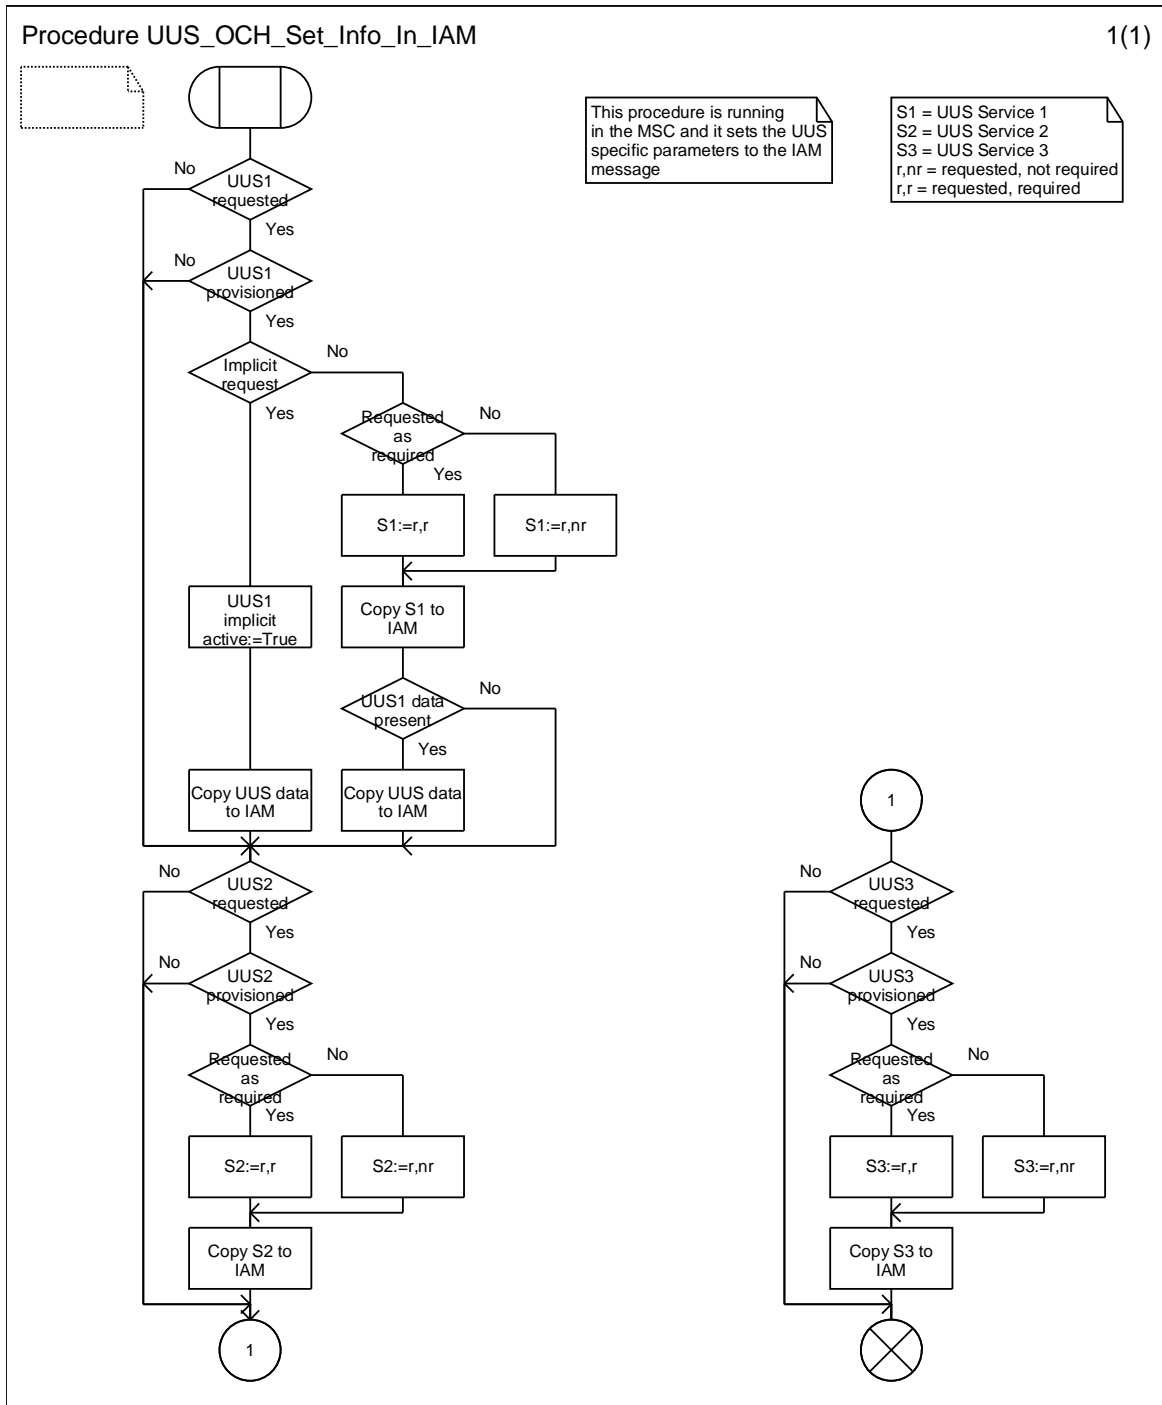 Procedure UUS_OCH_Set_Info_In_IAM
1(1)
This procedure is running
in the MSC and it sets the UUS
specific parameters to the IAM
message
S1 = UUS Service 1
S2 = UUS Service 2
S3 = UUS Service 3
r,nr = requested, not required
r,r = requested, required
No
UUS1
requested
Yes
No
UUS1
provisioned
Yes
Implicit
request
No
Yes
Requested
as
required
No
Yes
S1:=r,r
S1:=r,nr
UUS1
implicit
active:=True
Copy S1 to
IAM
UUS1 data
present
No
Yes
Copy UUS data
to IAM
Copy UUS data
to IAM
No
UUS2
requested
Yes
No
UUS2
provisioned
Yes
Requested
as
required
No
Yes
S2:=r,r
S2:=r,nr
Copy S2 to
IAM
1
1
No
UUS3
requested
Yes
No
UUS3
provisioned
Yes
Requested
as
required
No
Yes
S3:=r,r
S3:=r,nr
Copy S3 to
IAM